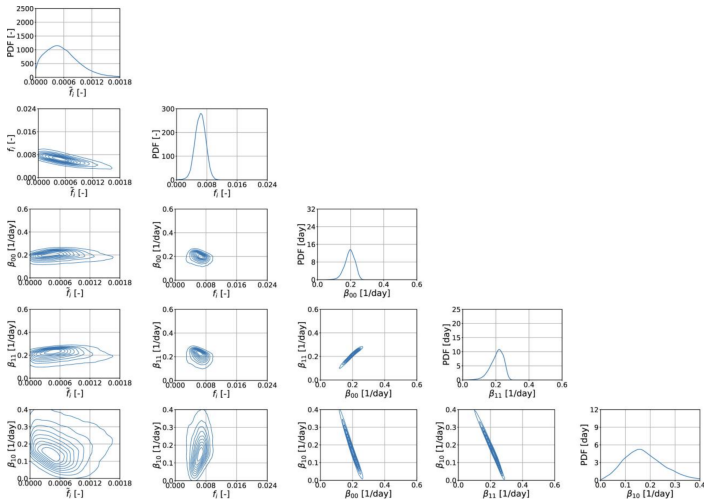 2500
2000
1500
1000
500
0
PDF [-]
0.0000 0.0006 0.0012 0.0018
f̃ᵢ [-]
0.024
0.016
0.008
0.000
fᵢ [-]
0.0000 0.0006 0.0012 0.0018
f̃ᵢ [-]
300
200
100
0
PDF [-]
0.000 0.008 0.016 0.024
fᵢ [-]
0.6
0.4
0.2
0.0
β₀₀ [1/day]
0.0000 0.0006 0.0012 0.0018
f̃ᵢ [-]
0.6
0.4
0.2
0.0
β₀₀ [1/day]
0.000 0.008 0.016 0.024
fᵢ [-]
32
24
16
8
0
PDF [day]
0.0 0.2 0.4 0.6
β₀₀ [1/day]
0.6
0.4
0.2
0.0
β₁₁ [1/day]
0.0000 0.0006 0.0012 0.0018
f̃ᵢ [-]
0.6
0.4
0.2
0.0
β₁₁ [1/day]
0.000 0.008 0.016 0.024
fᵢ [-]
0.6
0.4
0.2
0.0
β₁₁ [1/day]
0.0 0.2 0.4 0.6
β₀₀ [1/day]
25
20
15
10
5
0
PDF [day]
0.0 0.2 0.4 0.6
β₁₁ [1/day]
0.4
0.3
0.2
0.1
0.0
β₁₀ [1/day]
0.0000 0.0006 0.0012 0.0018
f̃ᵢ [-]
0.4
0.3
0.2
0.1
0.0
β₁₀ [1/day]
0.000 0.008 0.016 0.024
fᵢ [-]
0.4
0.3
0.2
0.1
0.0
β₁₀ [1/day]
0.0 0.2 0.4 0.6
β₀₀ [1/day]
0.4
0.3
0.2
0.1
0.0
β₁₀ [1/day]
0.0 0.2 0.4 0.6
β₁₁ [1/day]
12
9
6
3
0
PDF [day]
0.0 0.1 0.2 0.3 0.4
β₁₀ [1/day]